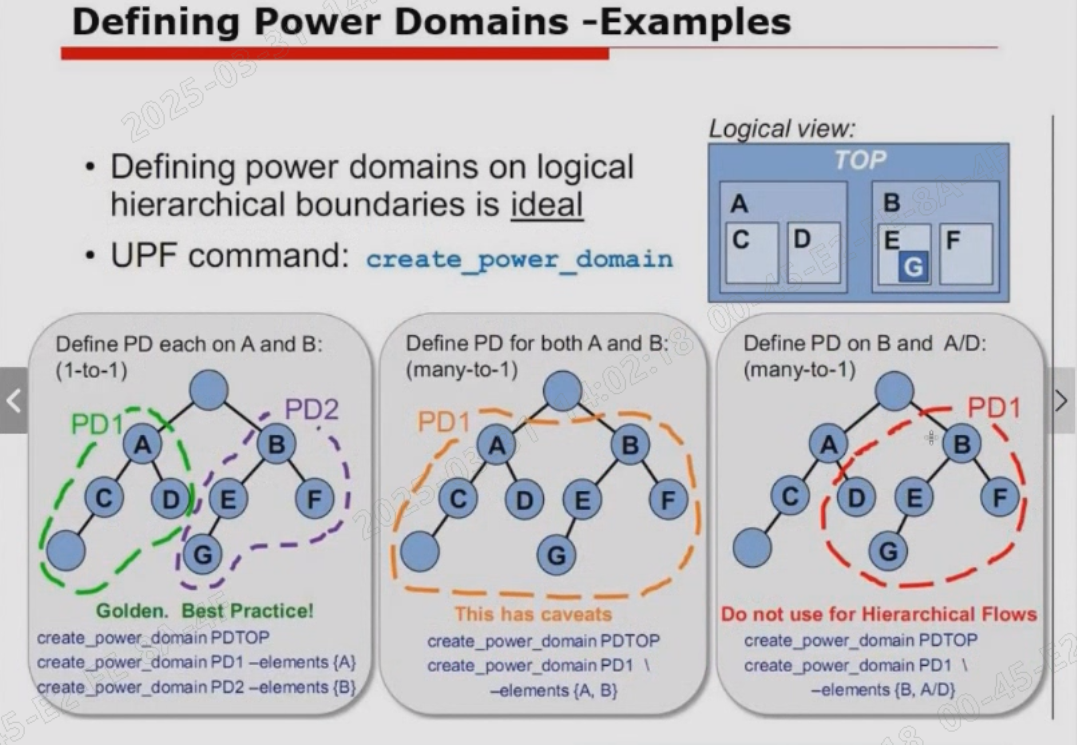 Defining Power Domains -Examples
• Defining power domains on logical
hierarchical boundaries is ideal
• UPF command: create_power_domain
Logical view:
TOP
A
B
C
D
E
F
G
Define PD each on A and B:
(1-to-1)
PD1
PD2
A
B
C
D
E
F
G
Golden. Best Practice!
create_power_domain PDTOP
create_power_domain PD1 –elements {A}
create_power_domain PD2 –elements {B}
Define PD for both A and B:
(many-to-1)
PD1
A
B
C
D
E
F
G
This has caveats
create_power_domain PDTOP
create_power_domain PD1 \
–elements {A, B}
Define PD on B and A/D:
(many-to-1)
PD1
A
B
C
D
E
F
G
Do not use for Hierarchical Flows
create_power_domain PDTOP
create_power_domain PD1 \
–elements {B, A/D}